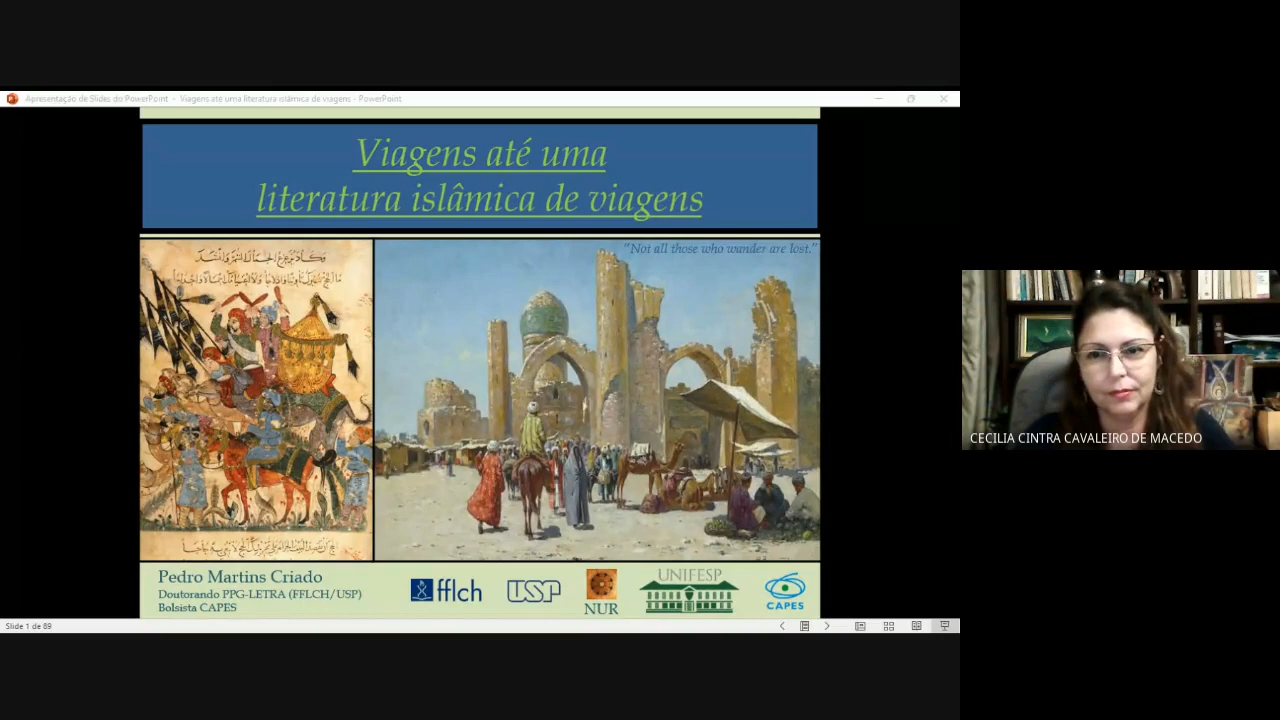 Apresentação de Slides do PowerPoint - Viagens até uma literatura islâmica de viagens - PowerPoint
Viagens até uma
literatura islâmica de viagens
"Not all those who wander are lost."
Pedro Martins Criado
Doutorando PPG-LETRA (FFLCH/USP)
Bolsista CAPES
fflch
USP
NUR
UNIFESP
CAPES
Slide 1 de 89
CECILIA CINTRA CAVALEIRO DE MACEDO